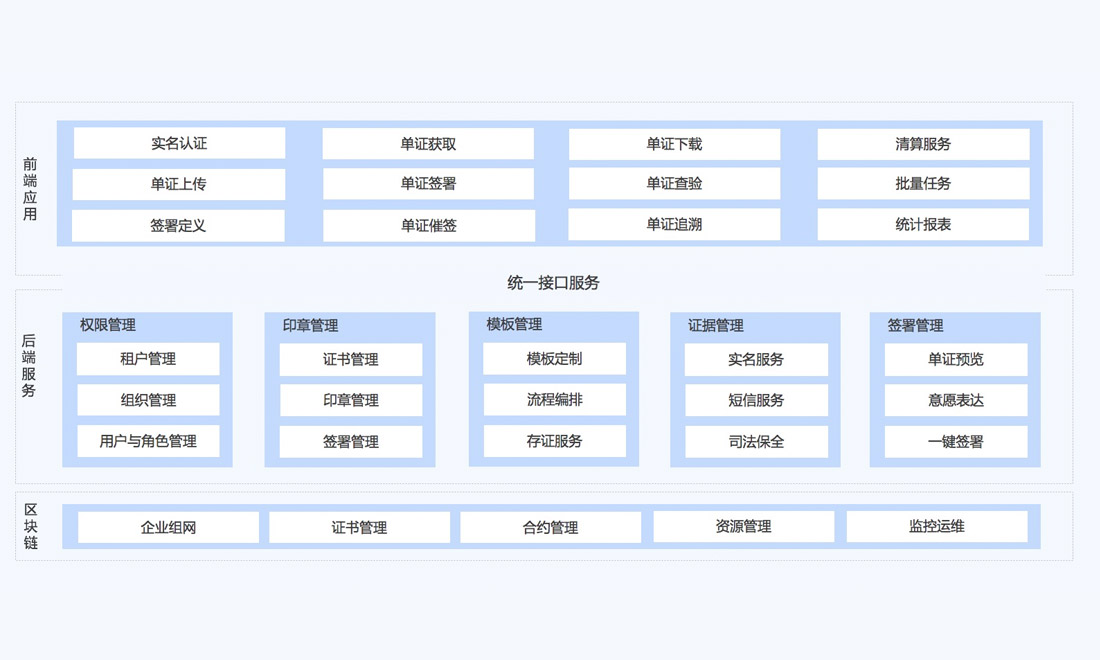 前端应用
实名认证
单证获取
单证下载
清算服务
单证上传
单证签署
单证查验
批量任务
签署定义
单证催签
单证追溯
统计报表
统一接口服务
后端服务
权限管理
租户管理
组织管理
用户与角色管理
印章管理
证书管理
印章管理
签署管理
模板管理
模板定制
流程编排
存证服务
证据管理
实名服务
短信服务
司法保全
签署管理
单证预览
意愿表达
一键签署
区块链
企业组网
证书管理
合约管理
资源管理
监控运维